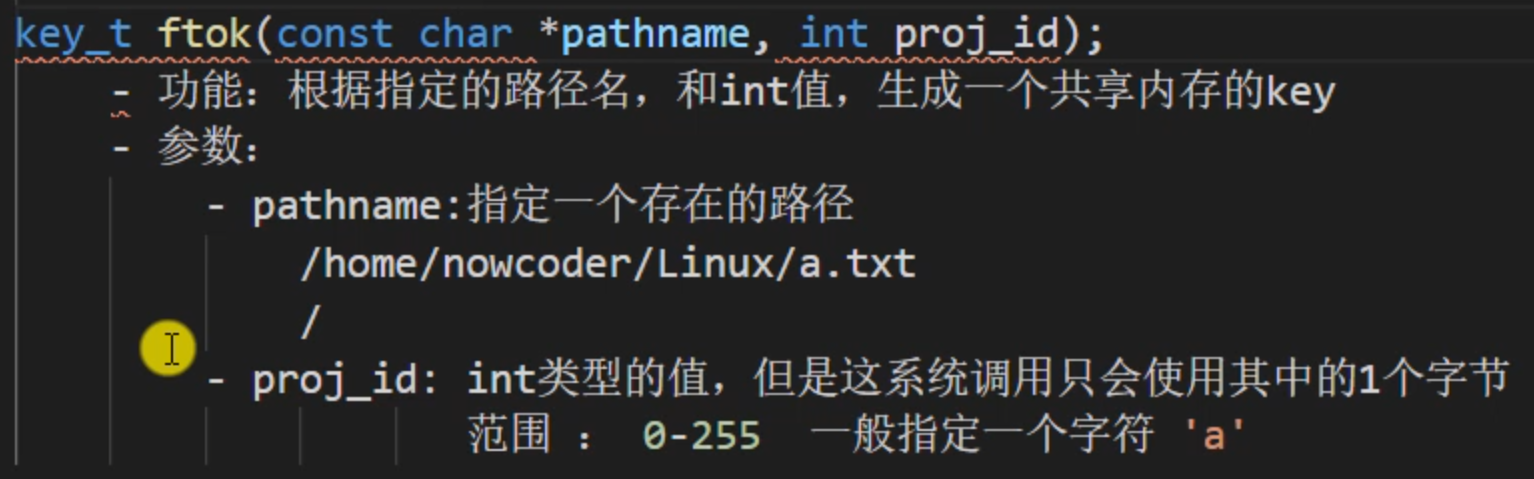 key_t ftok(const char *pathname, int proj_id);
- 功能：根据指定的路径名，和int值，生成一个共享内存的key
- 参数：
- pathname:指定一个存在的路径
/home/nowcoder/Linux/a.txt
/
- proj_id: int类型的值，但是这系统调用只会使用其中的1个字节
范围 ： 0-255 一般指定一个字符 'a'